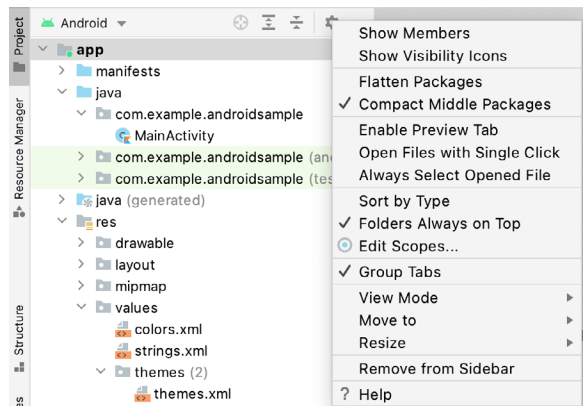 Project
Resource Manager
Structure
Android
app
manifests
java
com.example.androidsample
MainActivity
com.example.androidsample
com.example.androidsample
java (generated)
res
drawable
layout
mipmap
values
colors.xml
strings.xml
themes (2)
themes.xml
Show Members
Show Visibility Icons
Flatten Packages
Compact Middle Packages
Enable Preview Tab
Open Files with Single Click
Always Select Opened File
Sort by Type
Folders Always on Top
Edit Scopes...
Group Tabs
View Mode
Move to
Resize
Remove from Sidebar
? Help